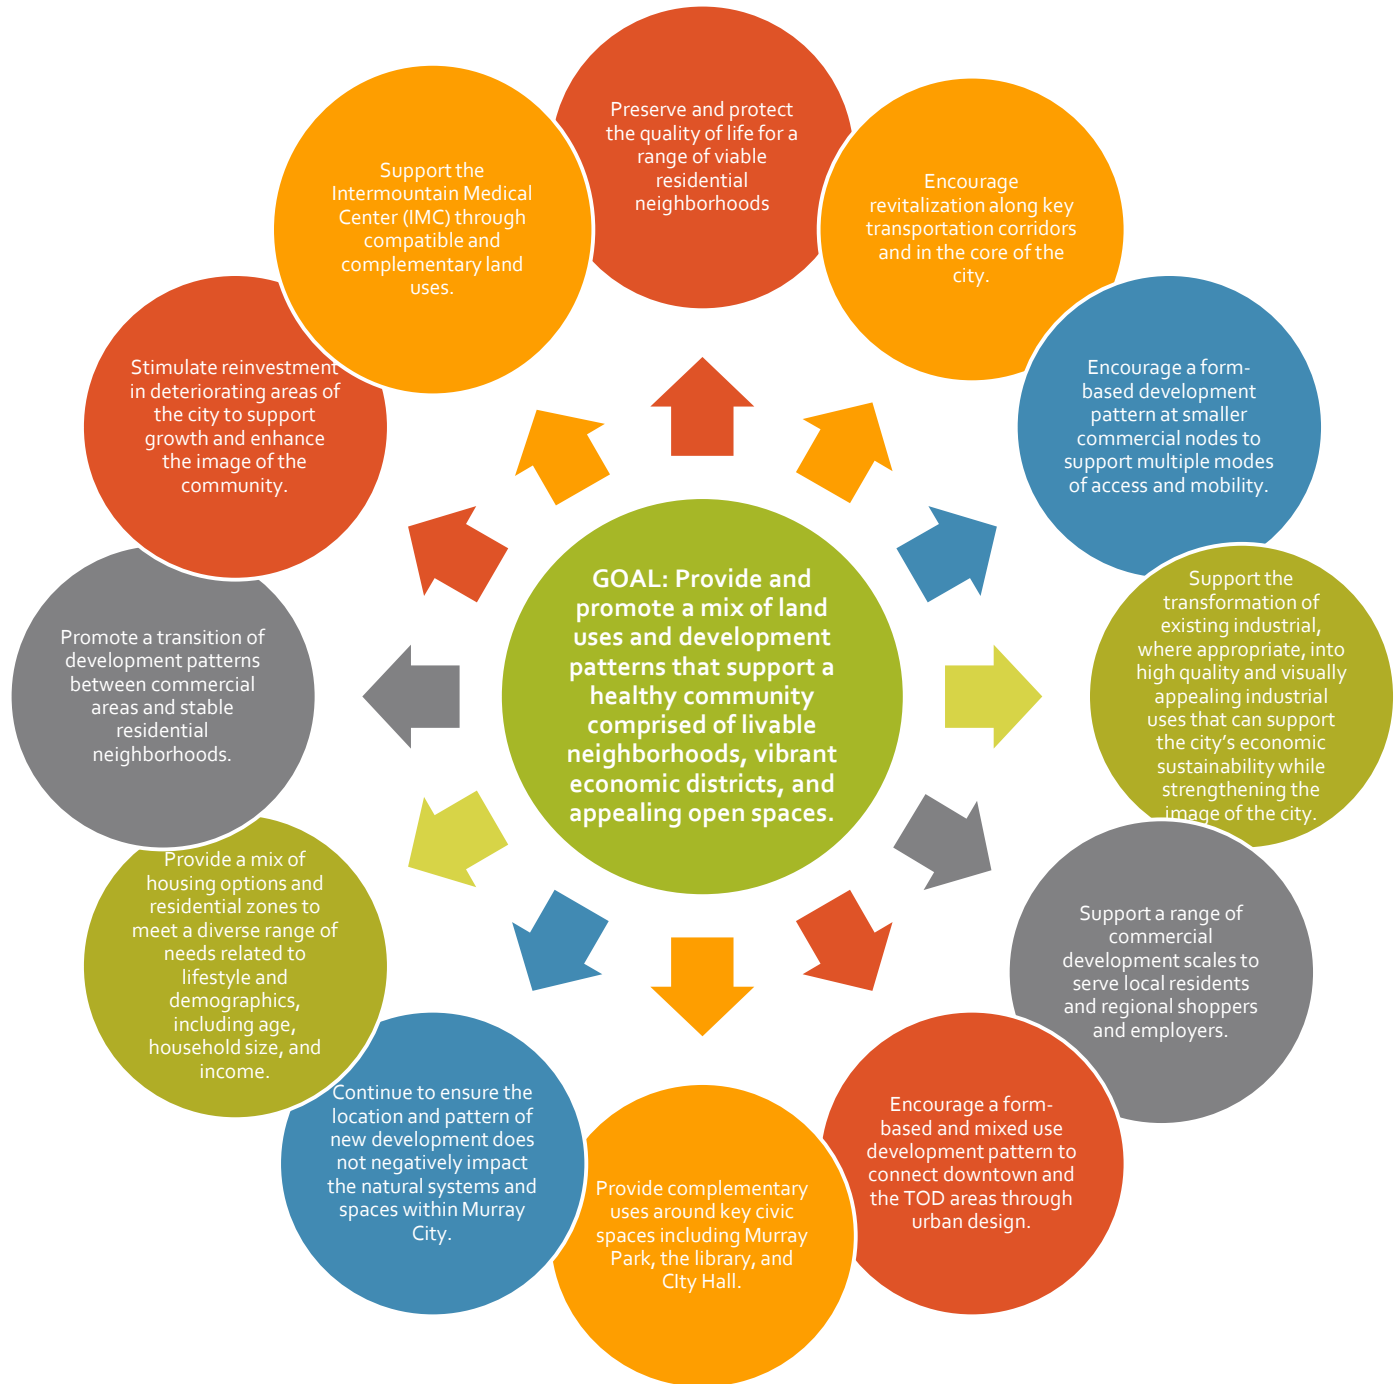 Preserve and protect
the quality of life for a
range of viable
residential
neighborhoods
Encourage
revitalization along key
transportation corridors
and in the core of the
city.
Encourage a form-
based development
pattern at smaller
commercial nodes to
support multiple modes
of access and mobility.
Support the
transformation of
existing industrial,
where appropriate, into
high quality and visually
appealing industrial
uses that can support
the city's economic
sustainability while
strengthening the
image of the city.
Support a range of
commercial
development scales to
serve local residents
and regional shoppers
and employers.
Encourage a form-
based and mixed use
development pattern to
connect downtown and
the TOD areas through
urban design.
Provide complementary
uses around key civic
spaces including Murray
Park, the library, and
CIty Hall.
Continue to ensure the
location and pattern of
new development does
not negatively impact
the natural systems and
spaces within Murray
City.
Provide a mix of
housing options and
residential zones to
meet a diverse range of
needs related to
lifestyle and
demographics,
including age,
household size, and
income.
Promote a transition of
development patterns
between commercial
areas and stable
residential
neighborhoods.
Stimulate reinvestment
in deteriorating areas of
the city to support
growth and enhance
the image of the
community.
Support the
Intermountain Medical
Center (IMC) through
compatible and
complementary land
uses.
GOAL: Provide and
promote a mix of land
uses and development
patterns that support a
healthy community
comprised of livable
neighborhoods, vibrant
economic districts, and
appealing open spaces.